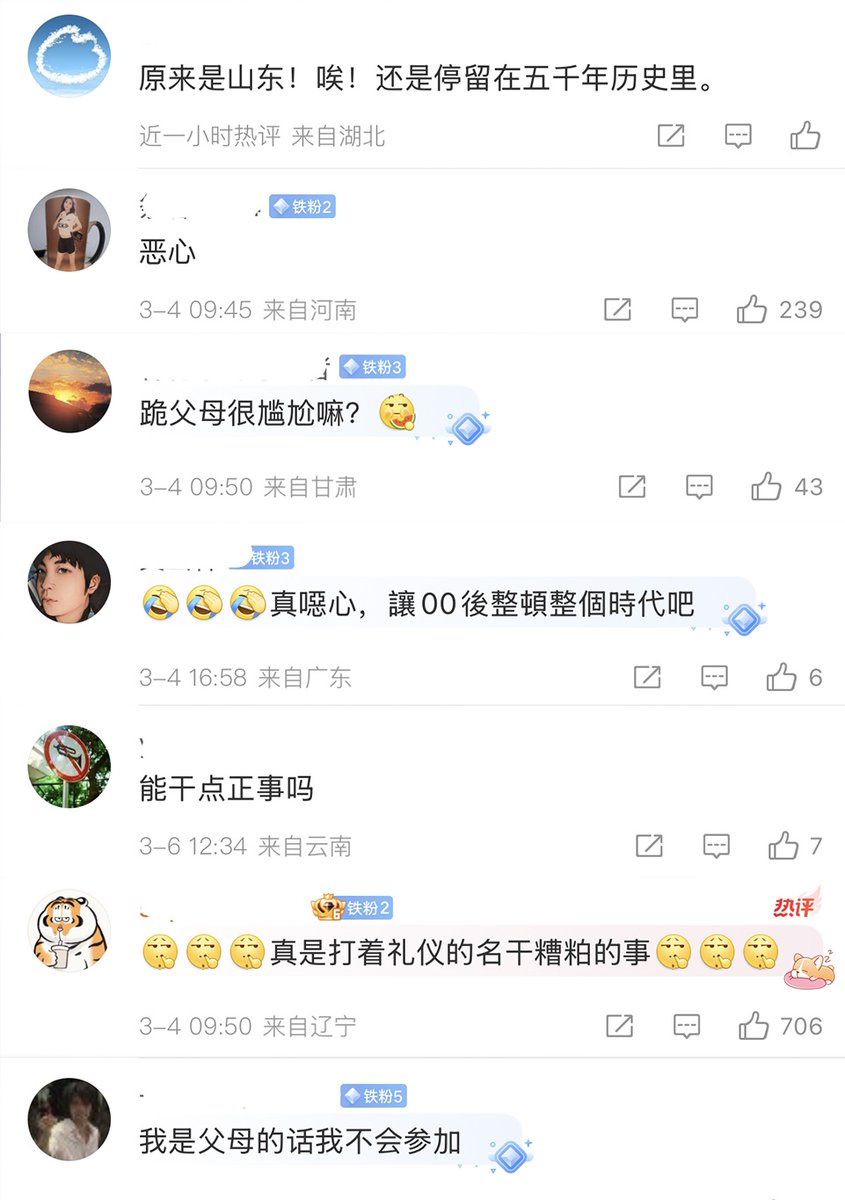 原来是山东！唉！还是停留在五千年历史里。
近一小时热评 来自湖北
铁粉2
恶心
3-4 09:45 来自河南
239
铁粉3
跪父母很尴尬嘛？
3-4 09:50 来自甘肃
43
铁粉3
真噁心，讓00後整頓整個時代吧
3-4 16:58 来自广东
6
能干点正事吗
3-6 12:34 来自云南
7
6 铁粉2
热评
真是打着礼仪的名干糟粕的事
3-4 09:50 来自辽宁
706
铁粉5
我是父母的话我不会参加